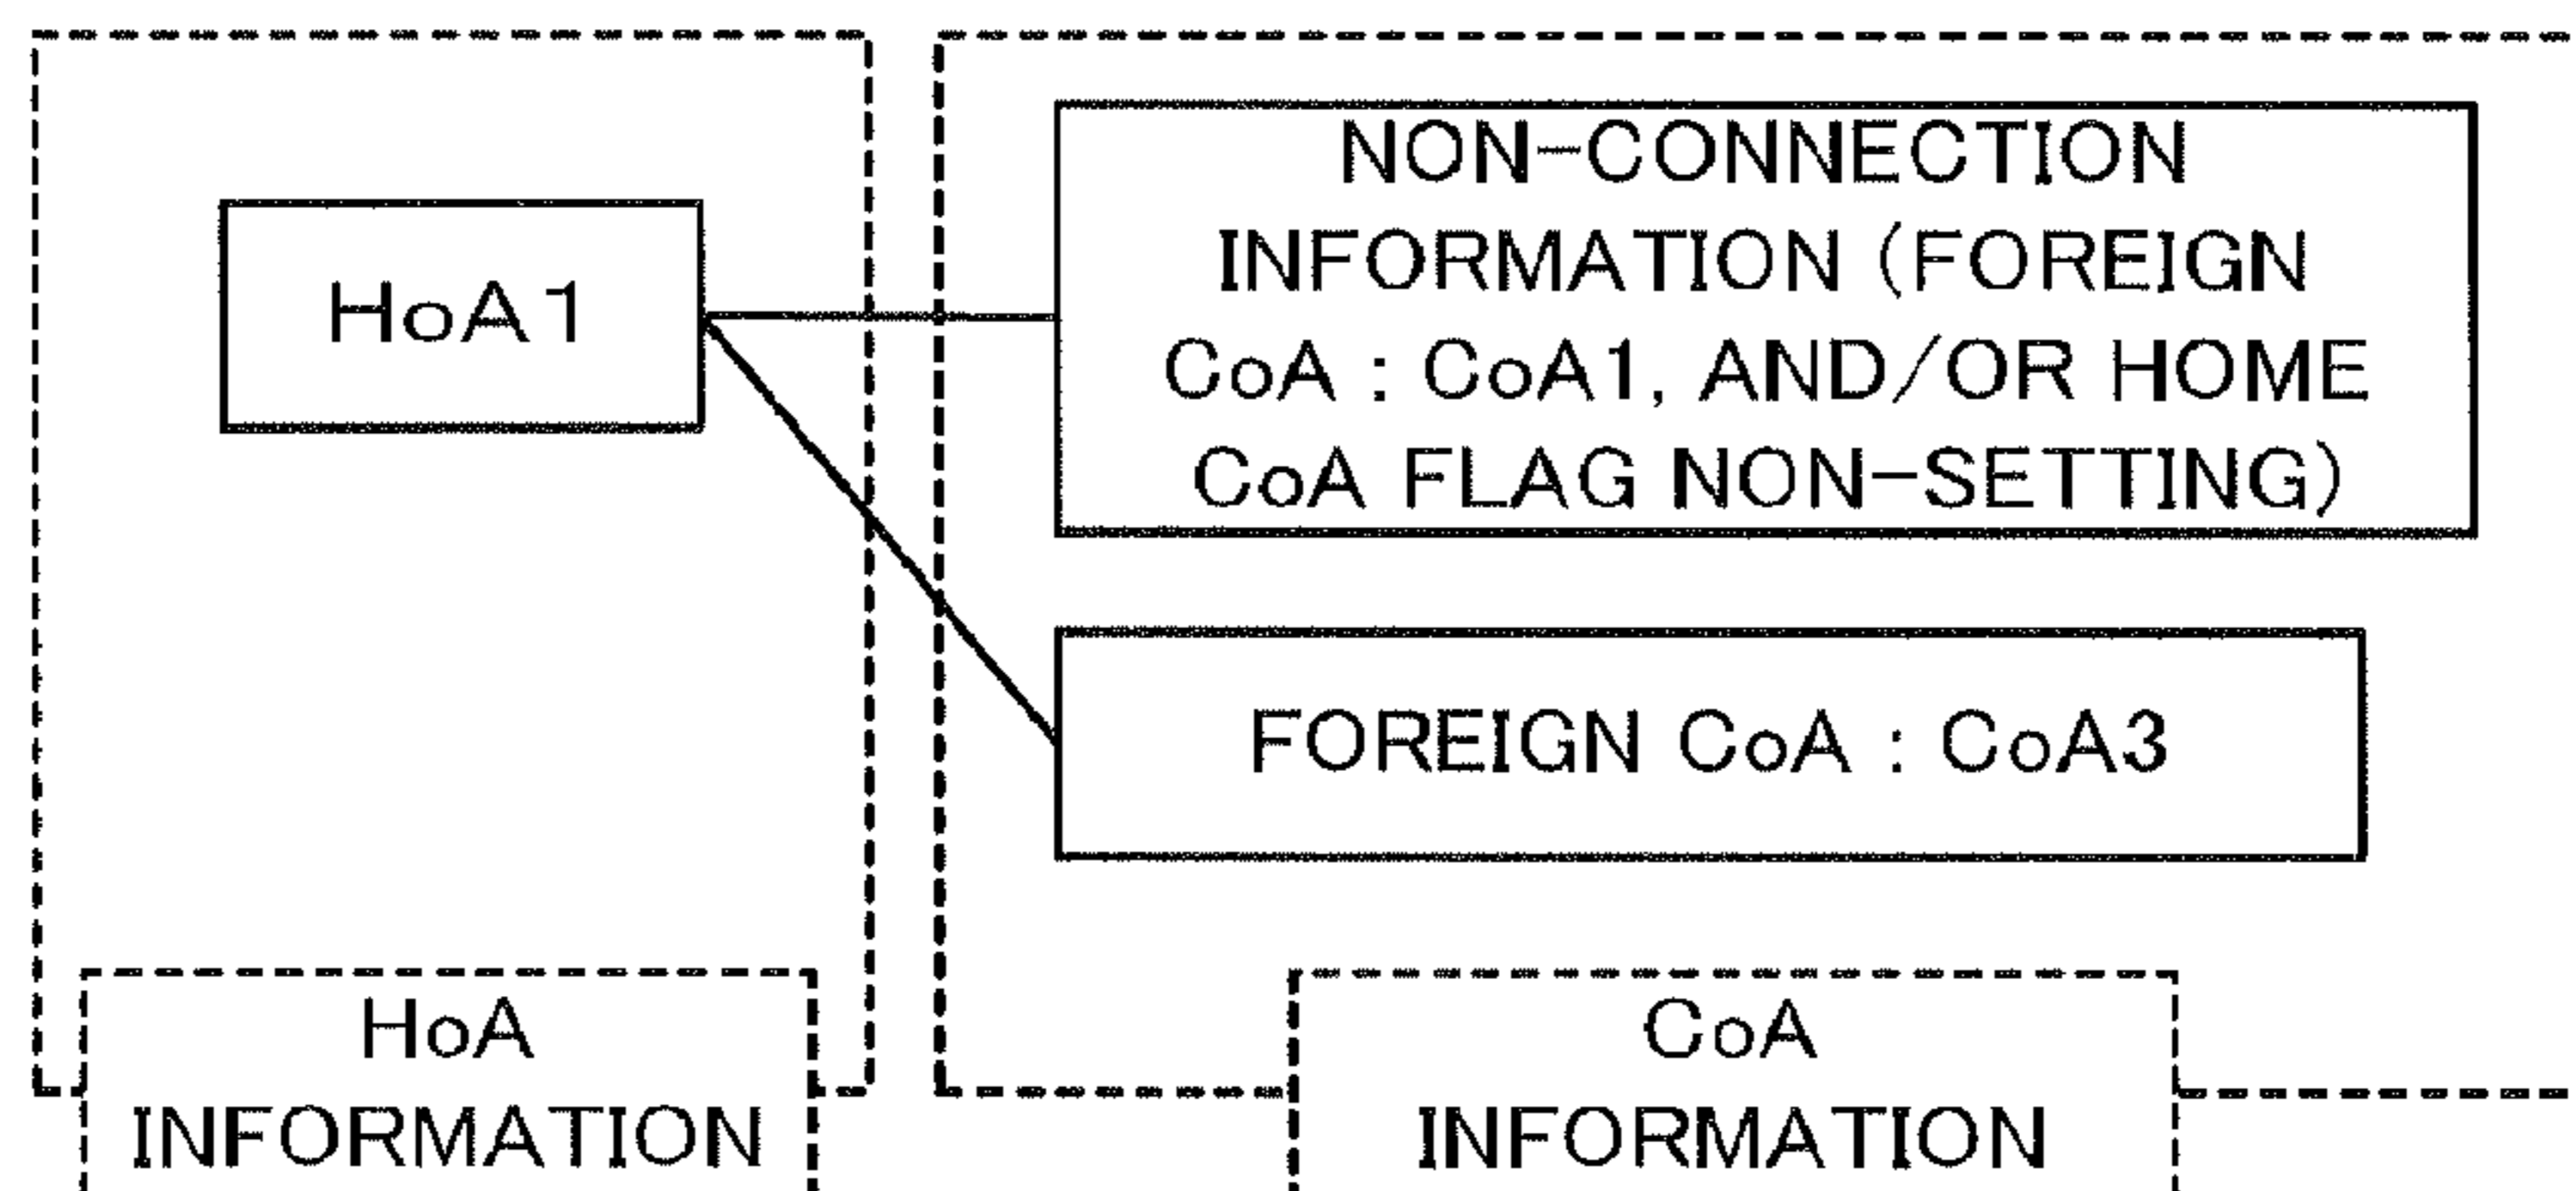 HoA1
NON-CONNECTION
INFORMATION (FOREIGN
CoA : CoA1, AND/OR HOME
CoA FLAG NON-SETTING)
FOREIGN CoA : CoA3
HoA
INFORMATION
CoA
INFORMATION